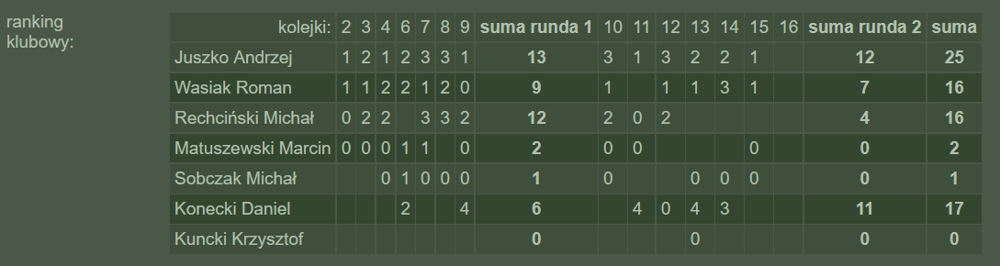 ranking
klubowy:
kolejki: 2 3 4 6 7 8 9 suma runda 1 10 11 12 13 14 15 16 suma runda 2 suma
Juszko Andrzej 1 2 1 2 3 3 1 13 3 1 3 2 2 1 12 25
Wasiak Roman 1 1 2 2 1 2 0 9 1 1 1 3 1 7 16
Rechciński Michał 0 2 2 3 3 2 12 2 0 2 4 16
Matuszewski Marcin 0 0 0 1 1 0 2 0 0 0 0 2
Sobczak Michał 0 1 0 0 0 1 0 0 0 0 0 1
Konecki Daniel 2 4 6 4 0 4 3 11 17
Kuncki Krzysztof 0 0 0 0